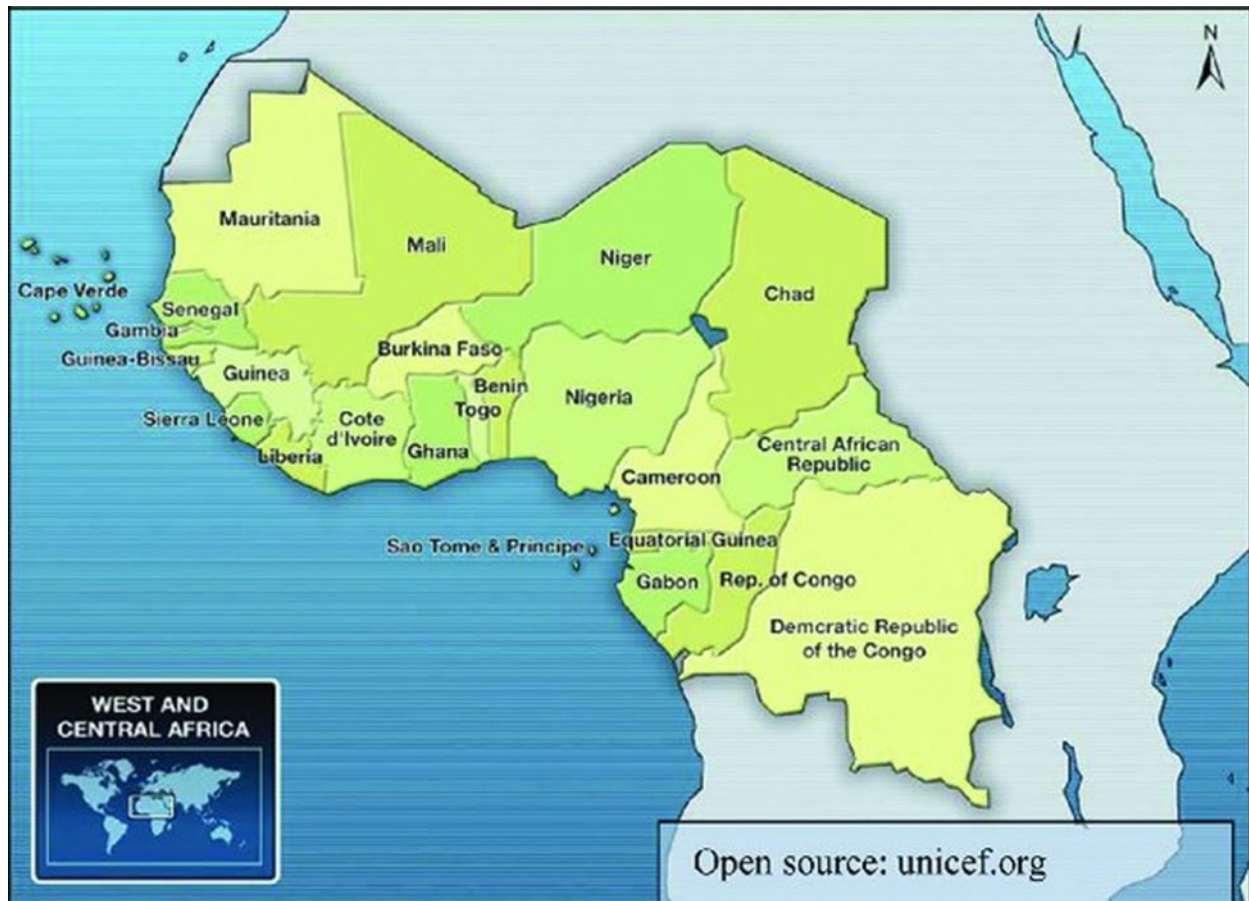 N
Mauritania
Mali
Niger
Chad
Cape Verde
Senegal
Gambia
Guinea-Bissau
Guinea
Burkina Faso
Benin
Togo
Nigeria
Sierra Leone
Cote
d'Ivoire
Ghana
Liberia
Central African
Republic
Cameroon
Equatorial Guinea
Sao Tome & Principe
Gabon
Rep. of Congo
Demcratic Republic
of the Congo
WEST AND
CENTRAL AFRICA
Open source: unicef.org